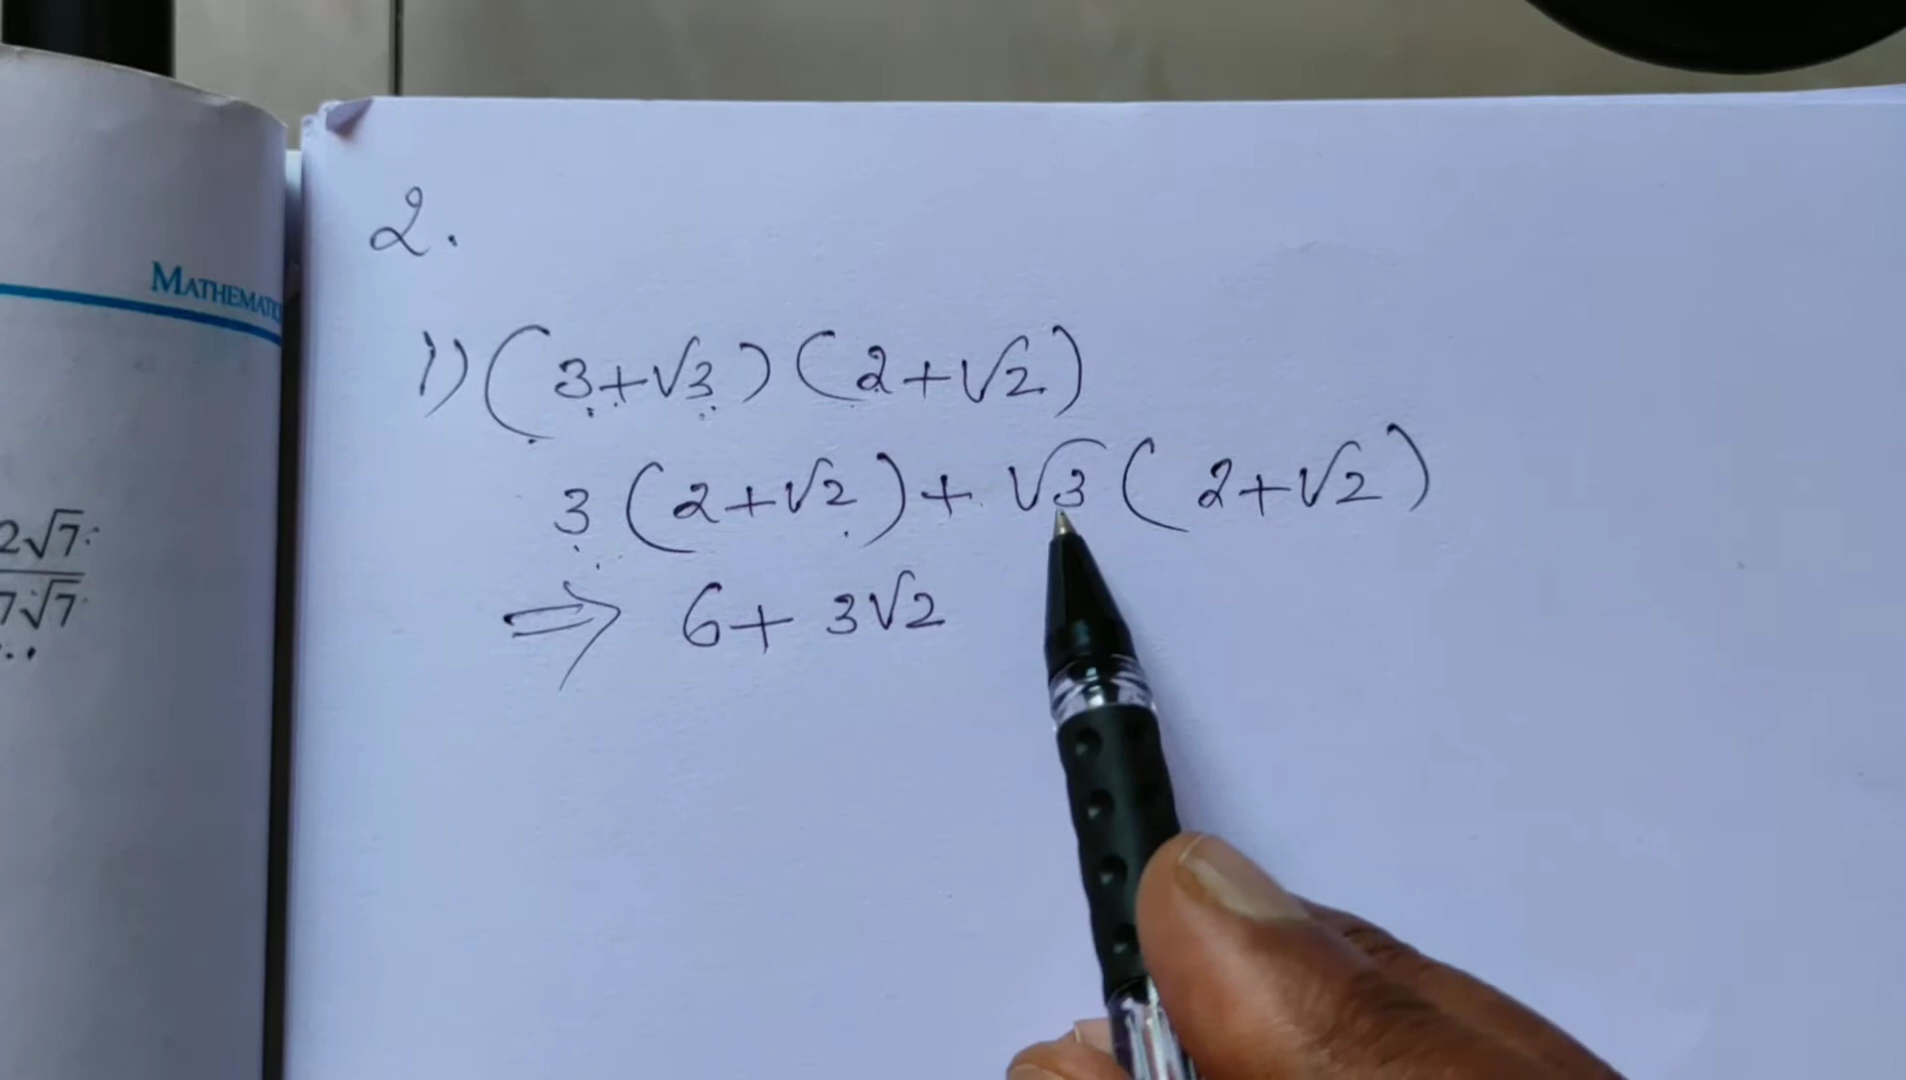 MATHEMATI
2√7
7√7
2.
1) (3+√3) (2+√2)
3 (2+√2) + √3 (2+√2)
⇒ 6+ 3√2